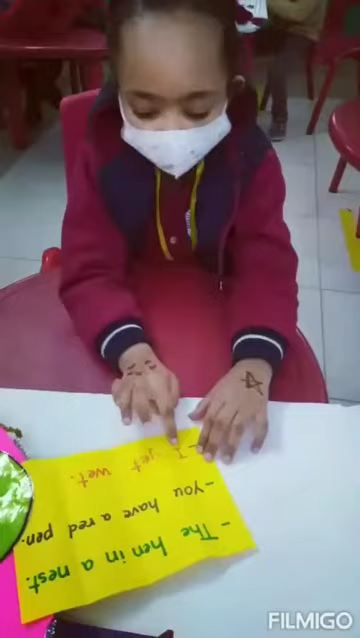 - I get wet.
- You have a red pen.
- The hen in a nest.
FILMIGO